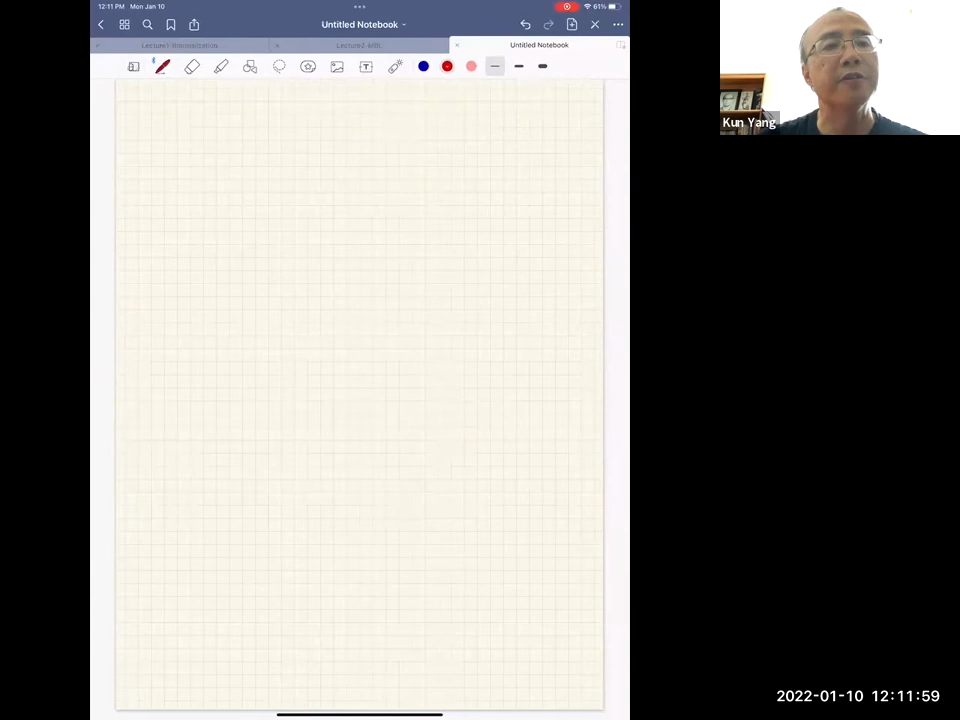 12:11 PM Mon Jan 10
61%
Untitled Notebook
Untitled Notebook
Kun Yang
2022-01-10 12:11:59